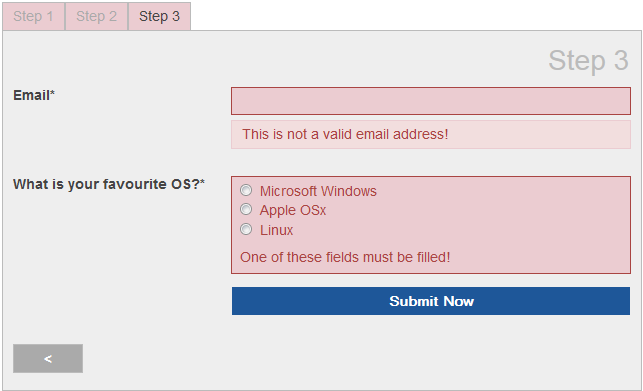 Step 1 Step 2 Step 3
Step 3
Email*
This is not a valid email address!
What is your favourite OS?*
Microsoft Windows
Apple OSx
Linux
One of these fields must be filled!
Submit Now
<